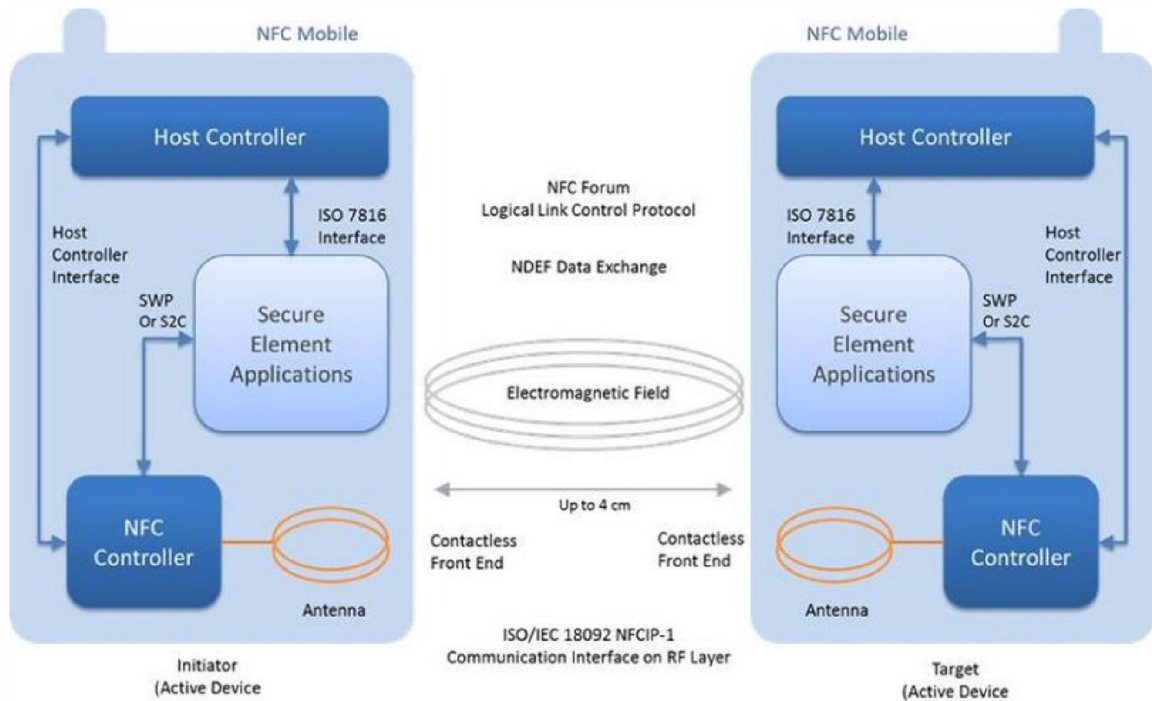 NFC Mobile
Host Controller
ISO 7816
Interface
Host
Controller
Interface
SWP
Or S2C
Secure
Element
Applications
NFC
Controller
Antenna
Initiator
(Active Device
NFC Forum
Logical Link Control Protocol
NDEF Data Exchange
Electromagnetic Field
Up to 4 cm
Contactless
Front End
Contactless
Front End
ISO/IEC 18092 NFCIP-1
Communication Interface on RF Layer
NFC Mobile
Host Controller
ISO 7816
Interface
Host
Controller
Interface
SWP
Or S2C
Secure
Element
Applications
NFC
Controller
Antenna
Target
(Active Device